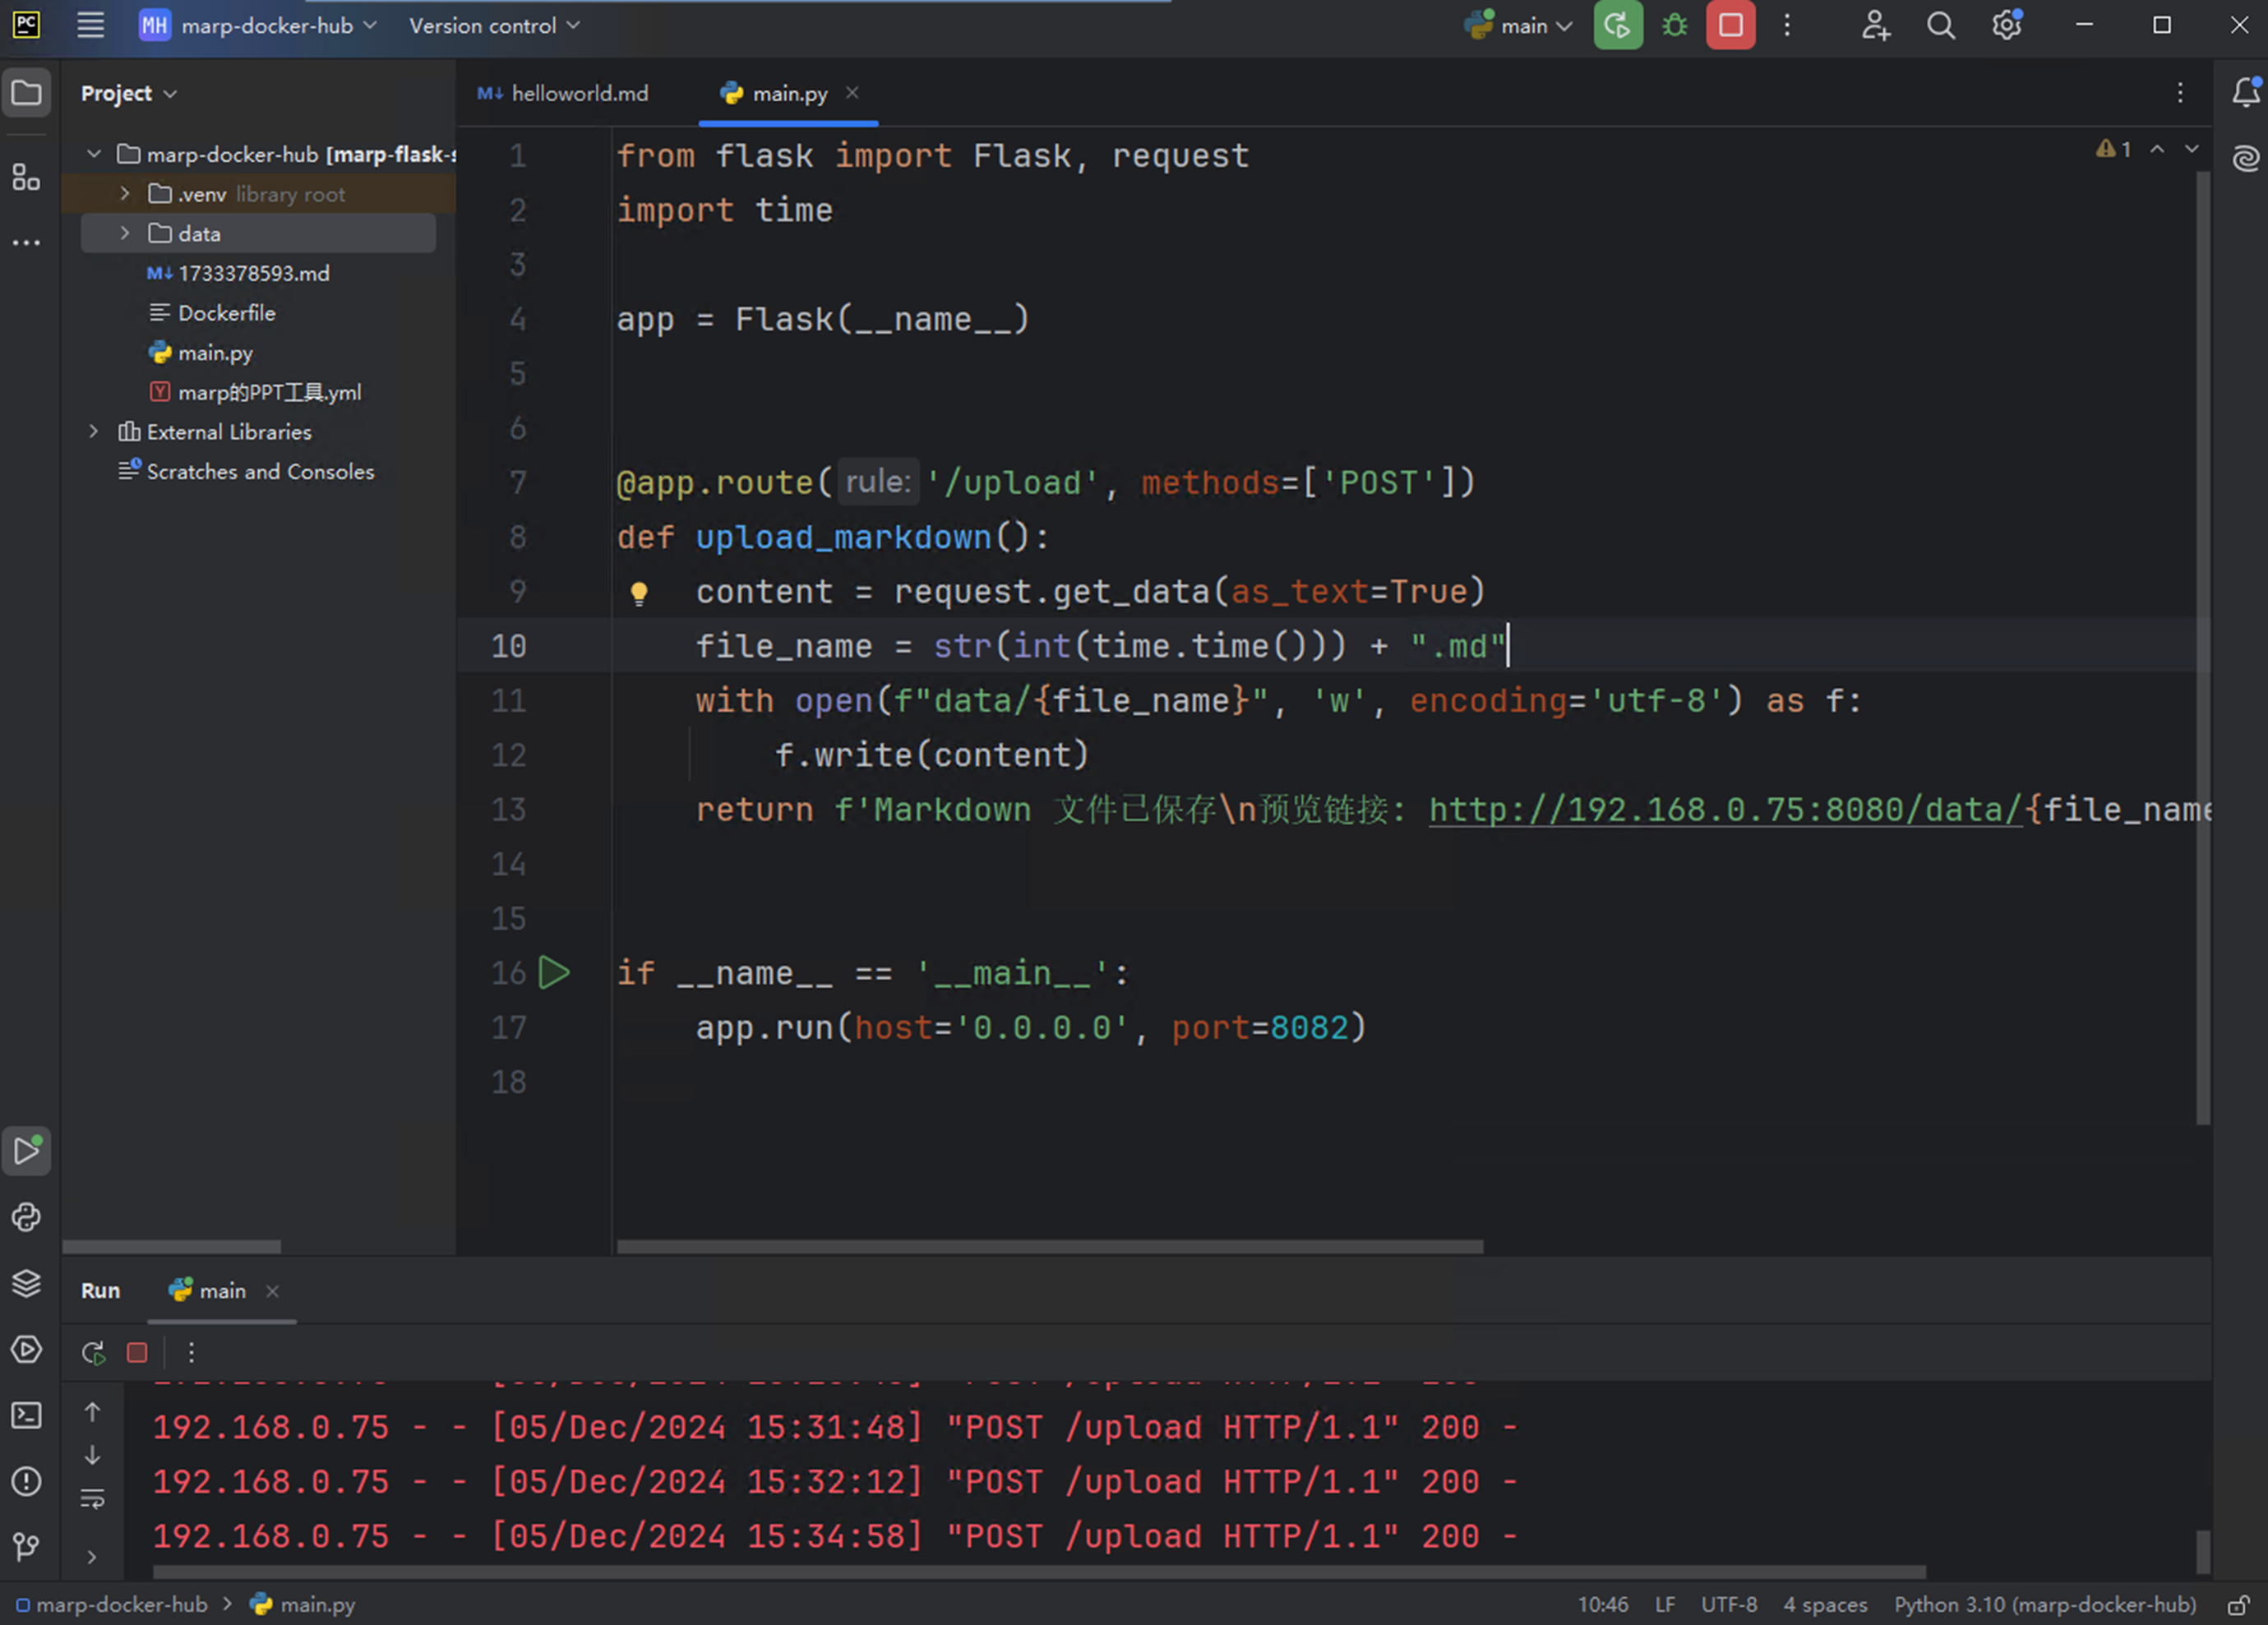 PC
MH marp-docker-hub Version control main
Project
helloworld.md main.py
marp-docker-hub [marp-flask-s
.venv library root
data
1733378593.md
Dockerfile
main.py
marp的PPT工具.yml
External Libraries
Scratches and Consoles
1
1 from flask import Flask, request
2 import time
3
4 app = Flask(__name__)
5
6
7 @app.route( rule: '/upload', methods=['POST'])
8 def upload_markdown():
9 content = request.get_data(as_text=True)
10 file_name = str(int(time.time())) + ".md"
11 with open(f"data/{file_name}", 'w', encoding='utf-8') as f:
12 f.write(content)
13 return f'Markdown 文件已保存\n预览链接: http://192.168.0.75:8080/data/{file_name
14
15
16 if __name__ == '__main__':
17 app.run(host='0.0.0.0', port=8082)
18
Run main
192.168.0.75 - - [05/Dec/2024 15:31:48] "POST /upload HTTP/1.1" 200 -
192.168.0.75 - - [05/Dec/2024 15:32:12] "POST /upload HTTP/1.1" 200 -
192.168.0.75 - - [05/Dec/2024 15:34:58] "POST /upload HTTP/1.1" 200 -
marp-docker-hub > main.py 10:46 LF UTF-8 4 spaces Python 3.10 (marp-docker-hub)